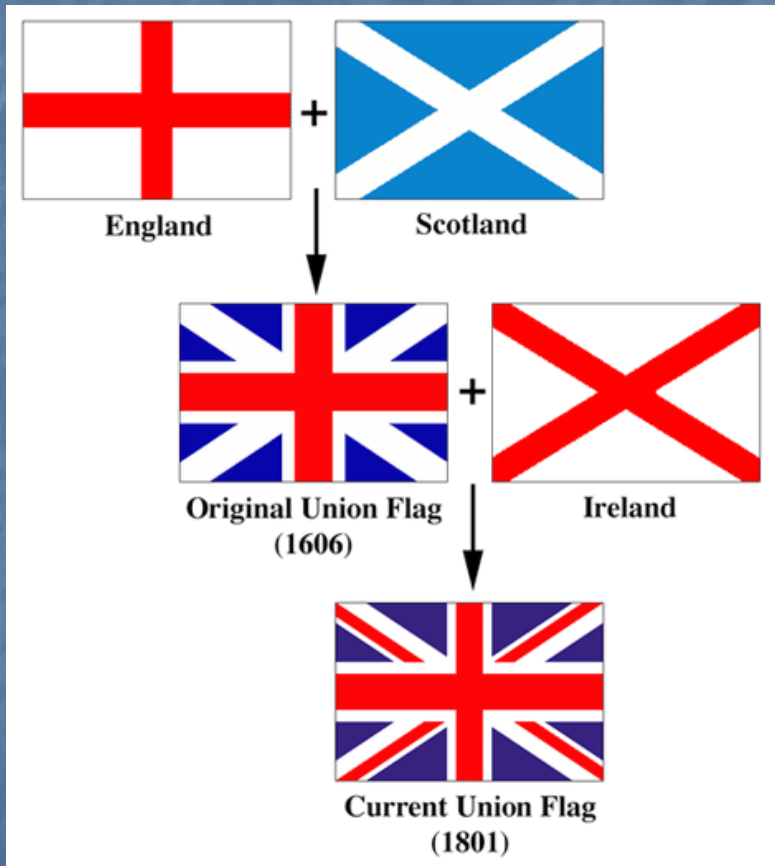 England
Scotland
Original Union Flag
(1606)
Ireland
Current Union Flag
(1801)